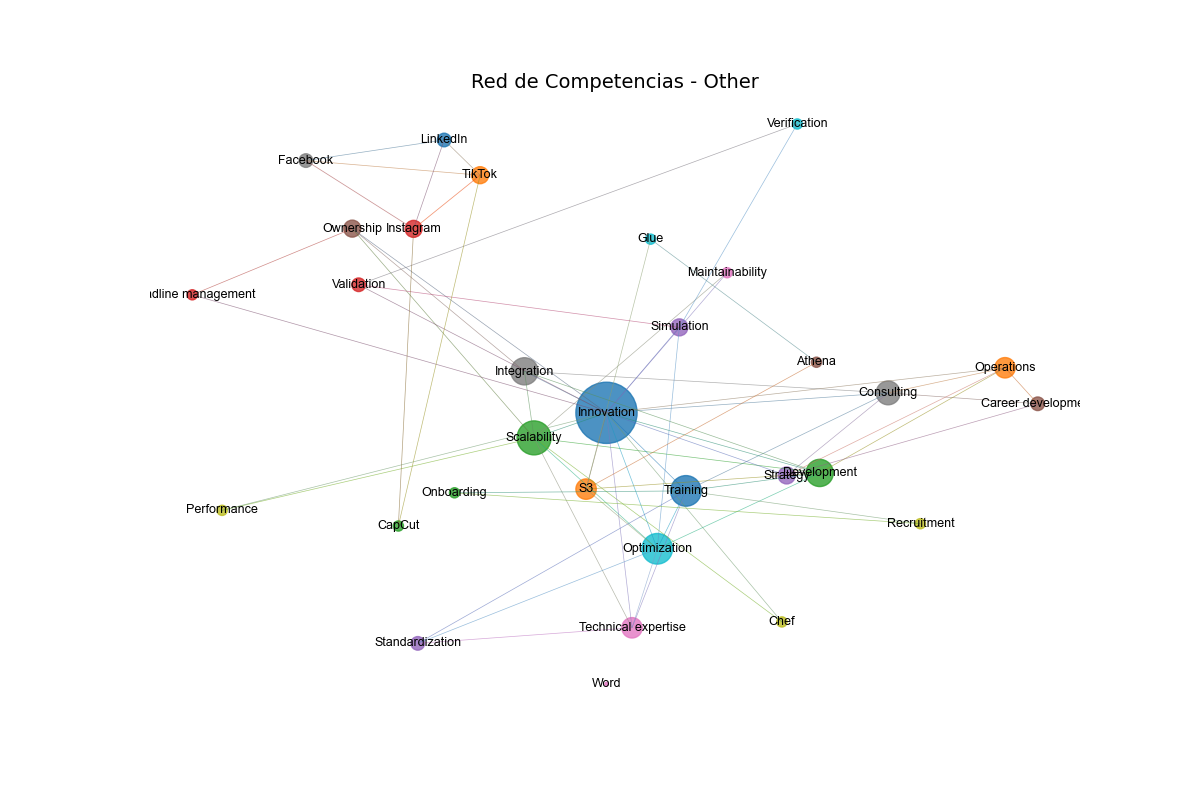 Red de Competencias - Other
Verification
LinkedIn
Facebook
TikTok
Ownership
Instagram
Glue
Maintainability
Validation
dline management
Simulation
Athena
Operations
Integration
Consulting
Career developme
Innovation
Scalability
Strategy
Development
S3
Training
Onboarding
Performance
CapCut
Recruitment
Optimization
Chef
Technical expertise
Standardization
Word